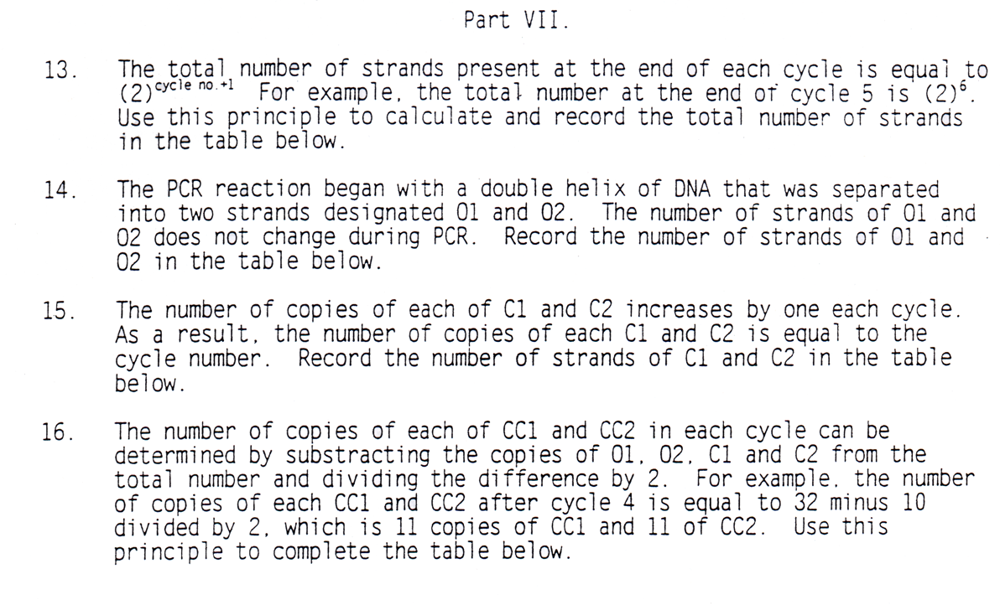 Part VII.
13. The total number of strands present at the end of each cycle is equal to
(2)^cycle no.+1 For example, the total number at the end of cycle 5 is (2)^6.
Use this principle to calculate and record the total number of strands
in the table below.
14. The PCR reaction began with a double helix of DNA that was separated
into two strands designated O1 and O2. The number of strands of O1 and
O2 does not change during PCR. Record the number of strands of O1 and
O2 in the table below.
15. The number of copies of each of C1 and C2 increases by one each cycle.
As a result, the number of copies of each C1 and C2 is equal to the
cycle number. Record the number of strands of C1 and C2 in the table
below.
16. The number of copies of each of CC1 and CC2 in each cycle can be
determined by substracting the copies of O1, O2, C1 and C2 from the
total number and dividing the difference by 2. For example, the number
of copies of each CC1 and CC2 after cycle 4 is equal to 32 minus 10
divided by 2, which is 11 copies of CC1 and 11 of CC2. Use this
principle to complete the table below.